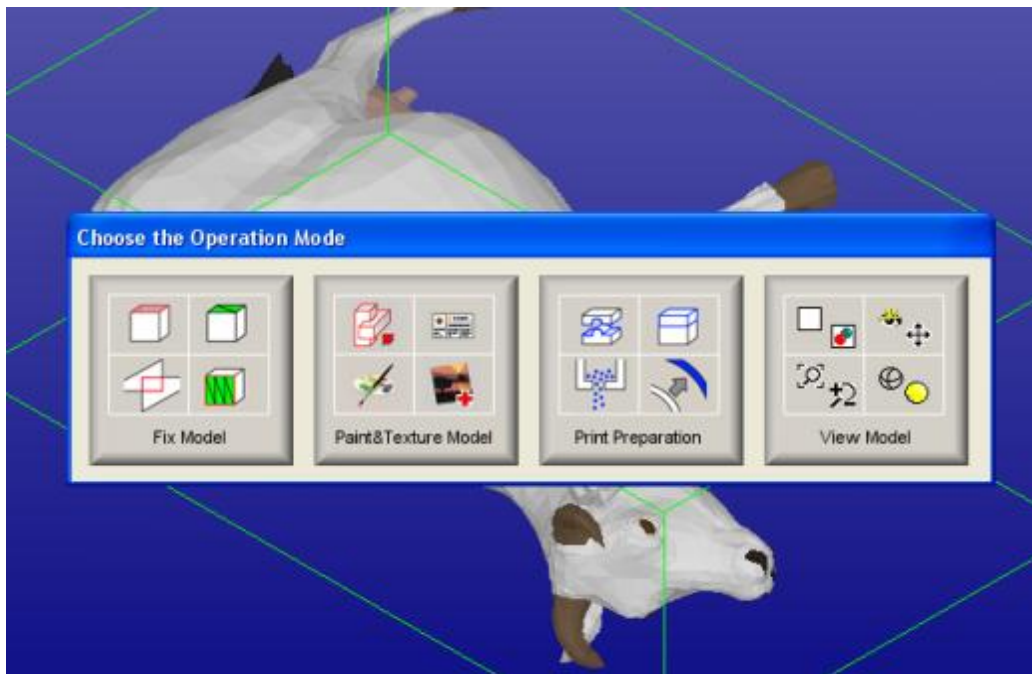 Choose the Operation Mode
Fix Model
Paint&Texture Model
Print Preparation
View Model